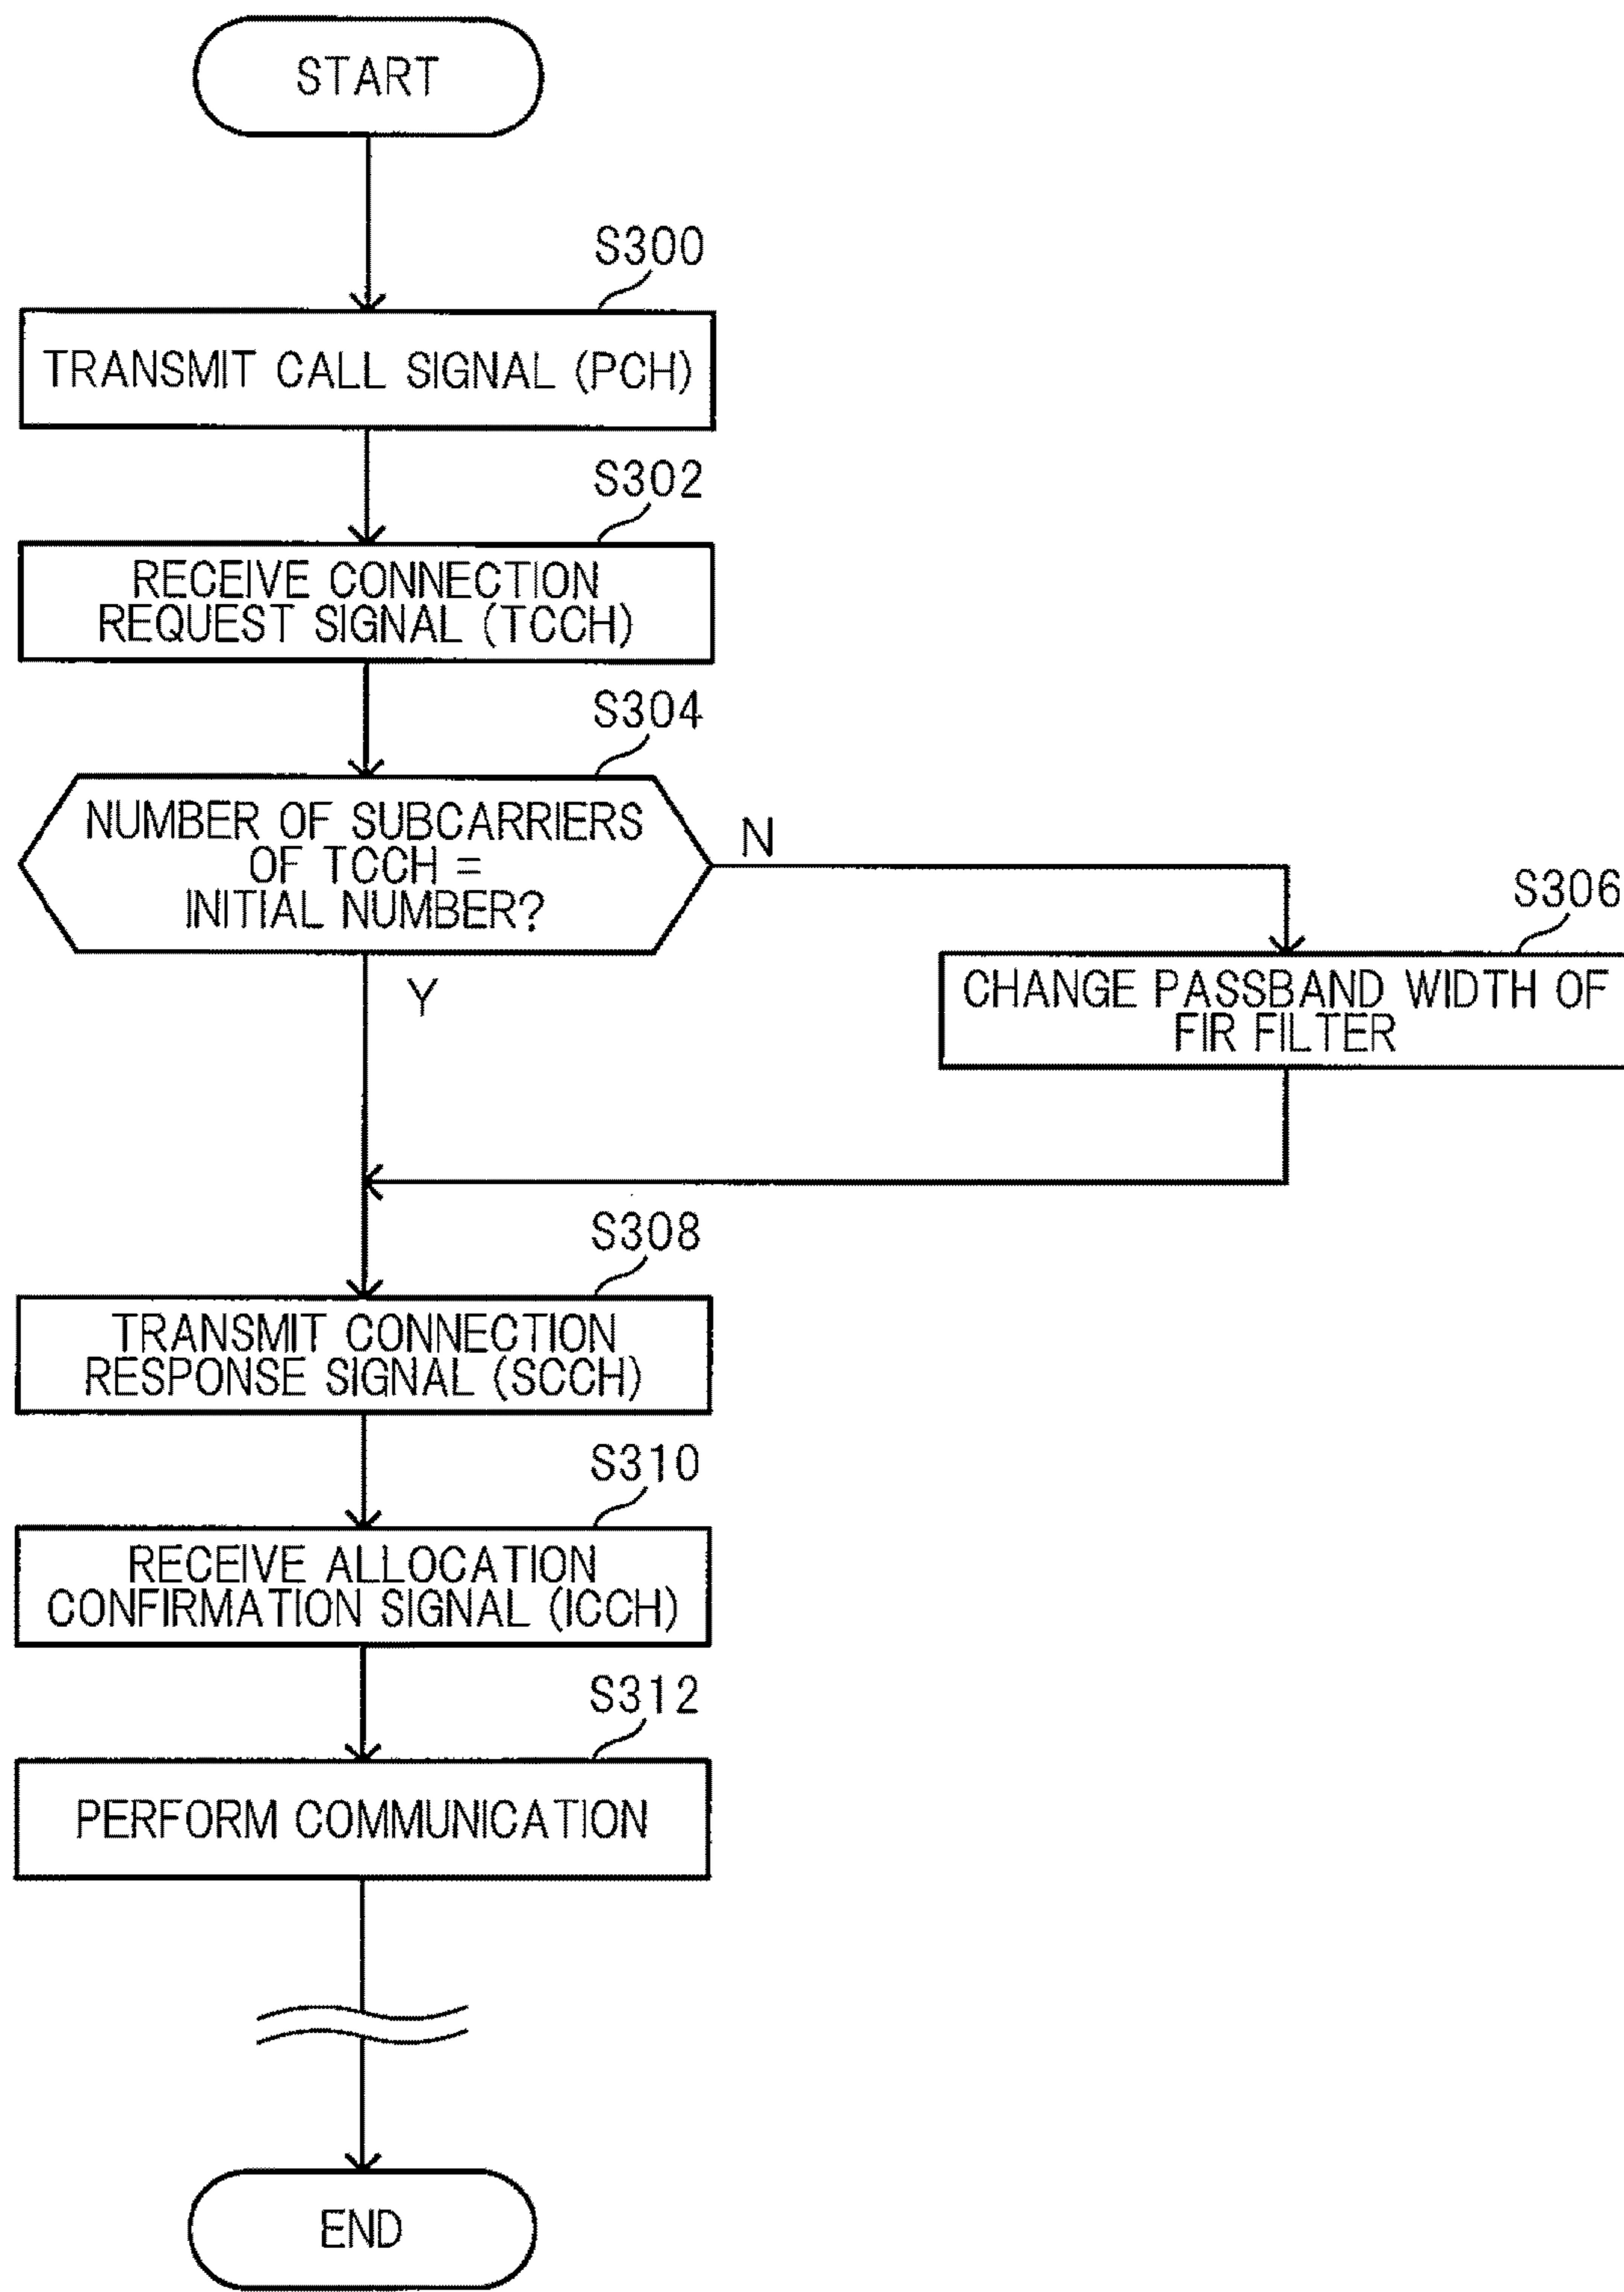 START
S300
TRANSMIT CALL SIGNAL (PCH)
S302
RECEIVE CONNECTION
REQUEST SIGNAL (TCCH)
S304
NUMBER OF SUBCARRIERS
OF TCCH =
INITIAL NUMBER?
N
Y
S306
CHANGE PASSBAND WIDTH OF
FIR FILTER
S308
TRANSMIT CONNECTION
RESPONSE SIGNAL (SCCH)
S310
RECEIVE ALLOCATION
CONFIRMATION SIGNAL (ICCH)
S312
PERFORM COMMUNICATION
END